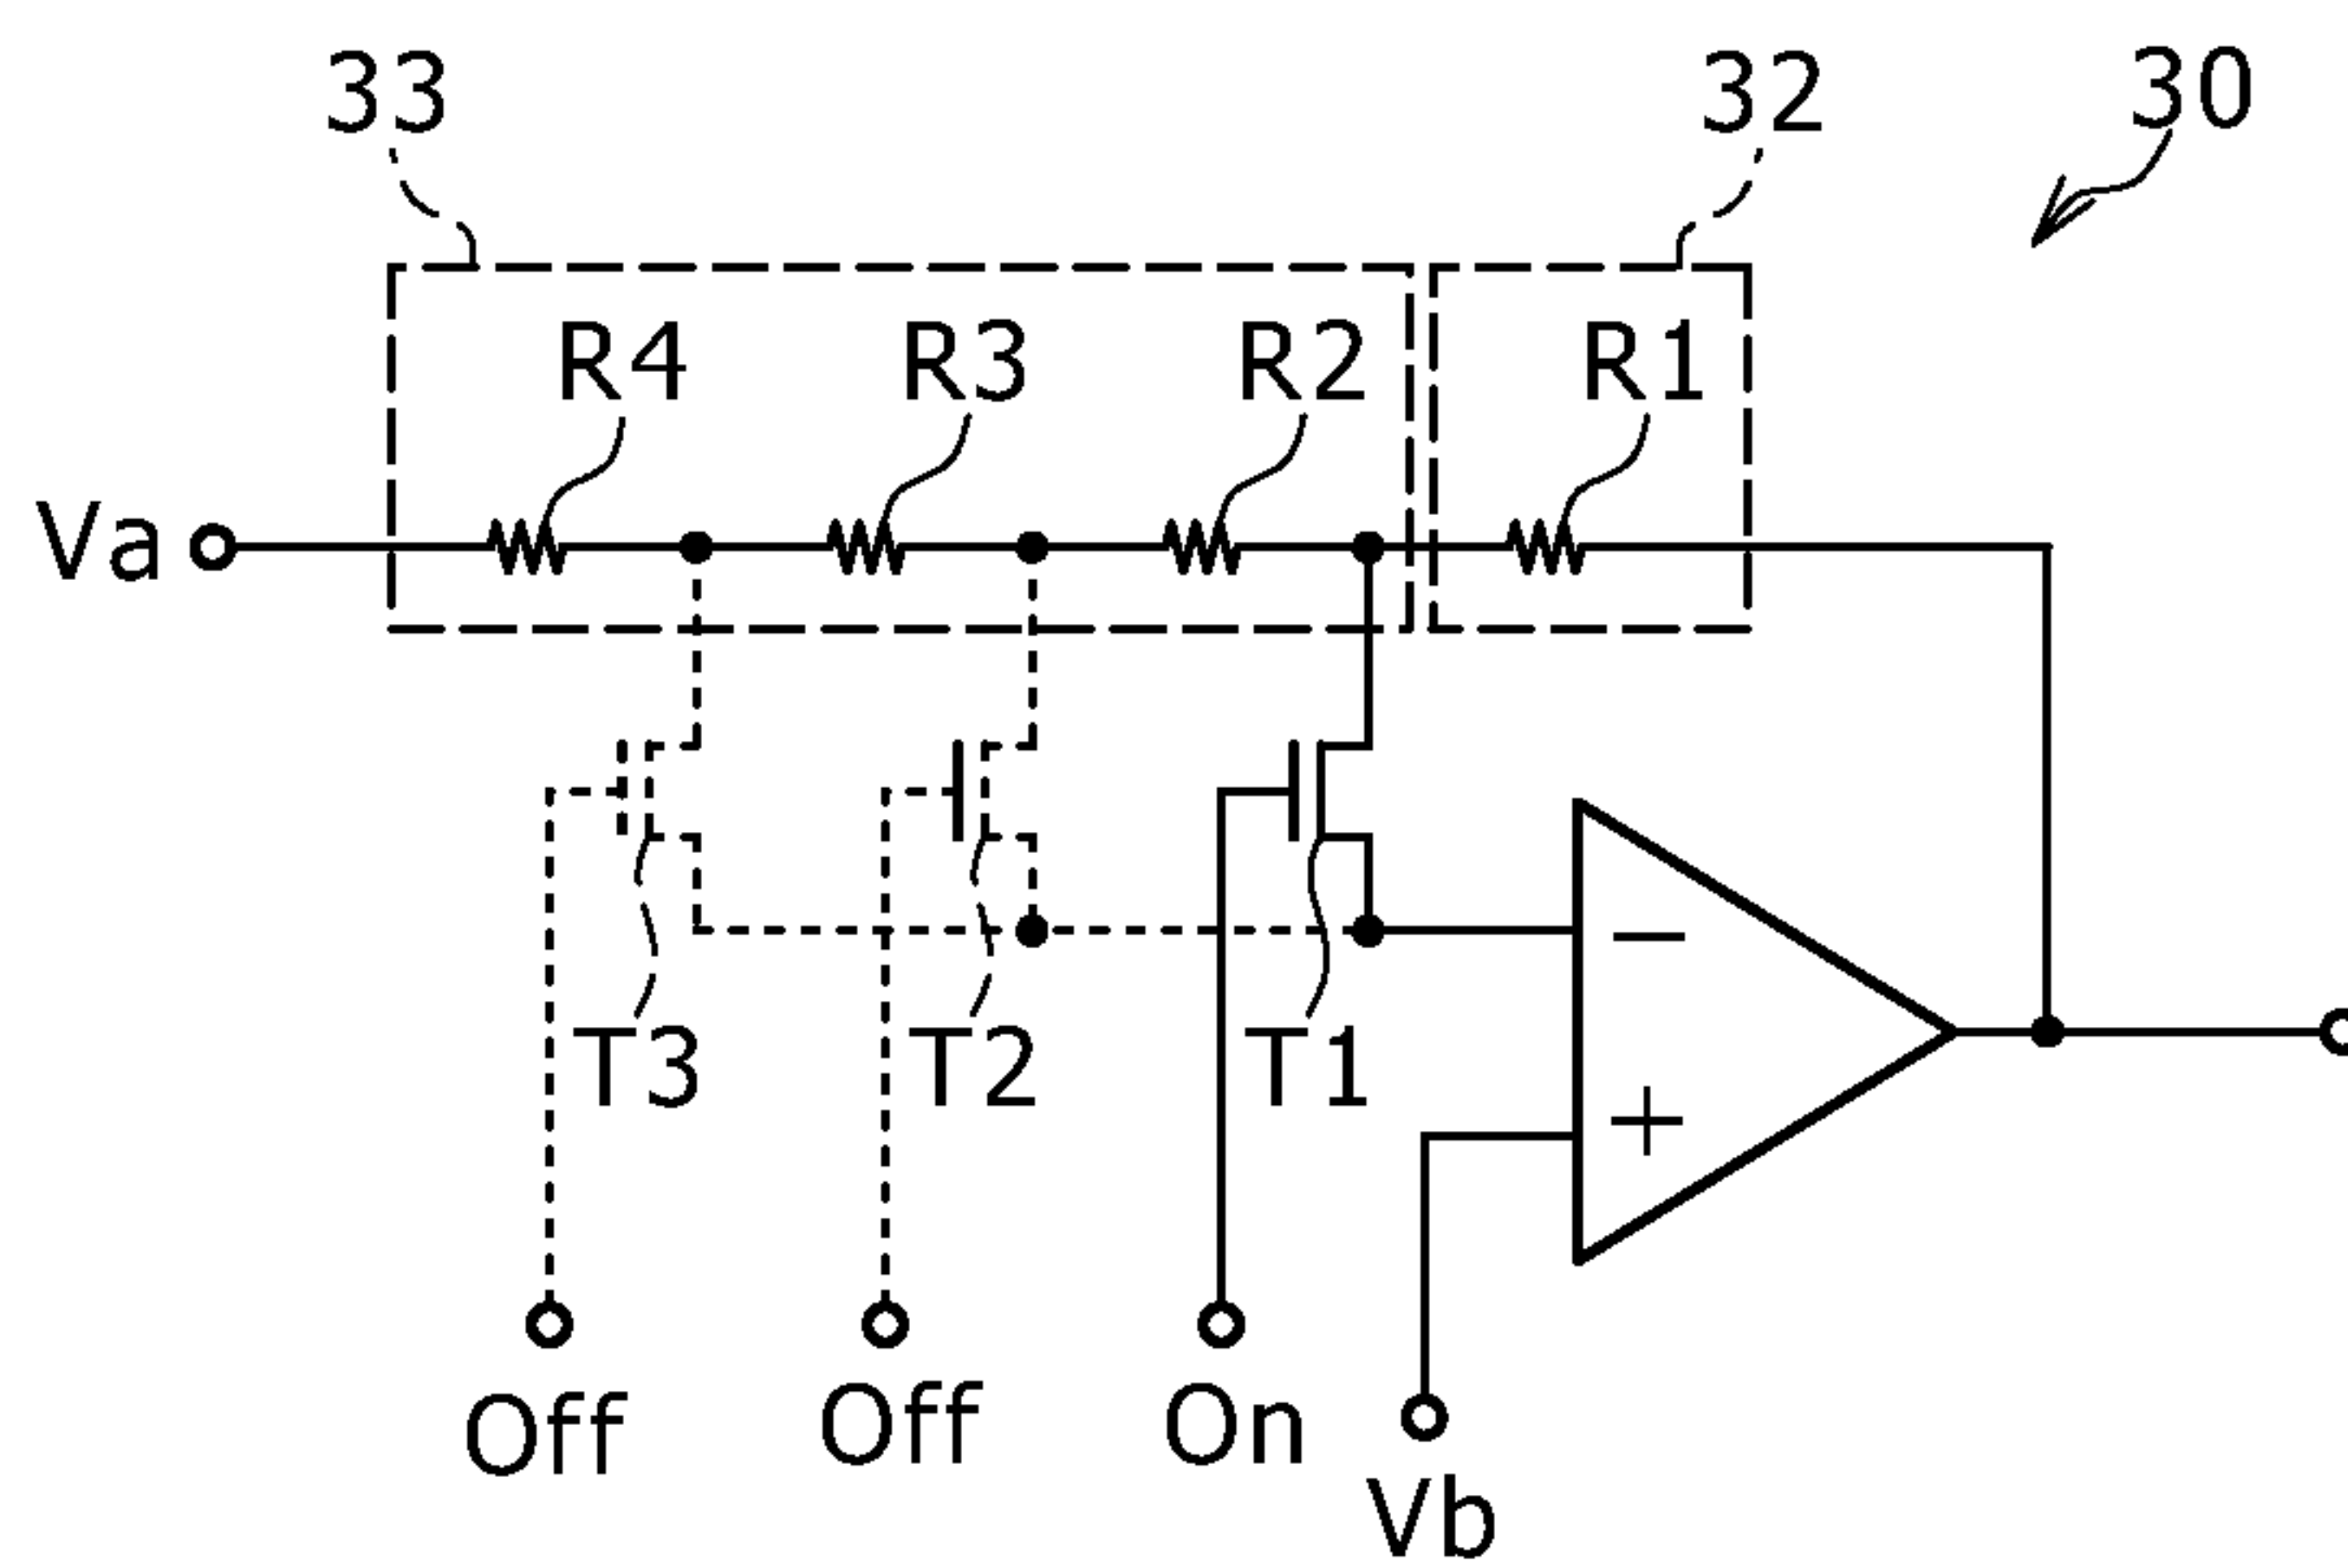 33 32 30
R4 R3 R2 R1
Va
−
T3 T2 T1
+
Off Off On
Vb